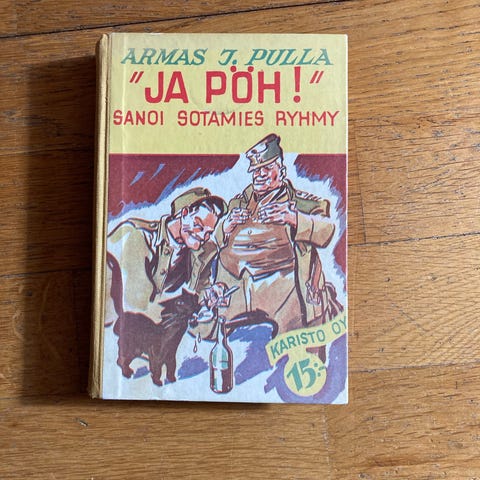 ARMAS J. PULLA
"JA PÖH!"
SANOI SOTAMIES RYHMY
KARISTO OY
15:-